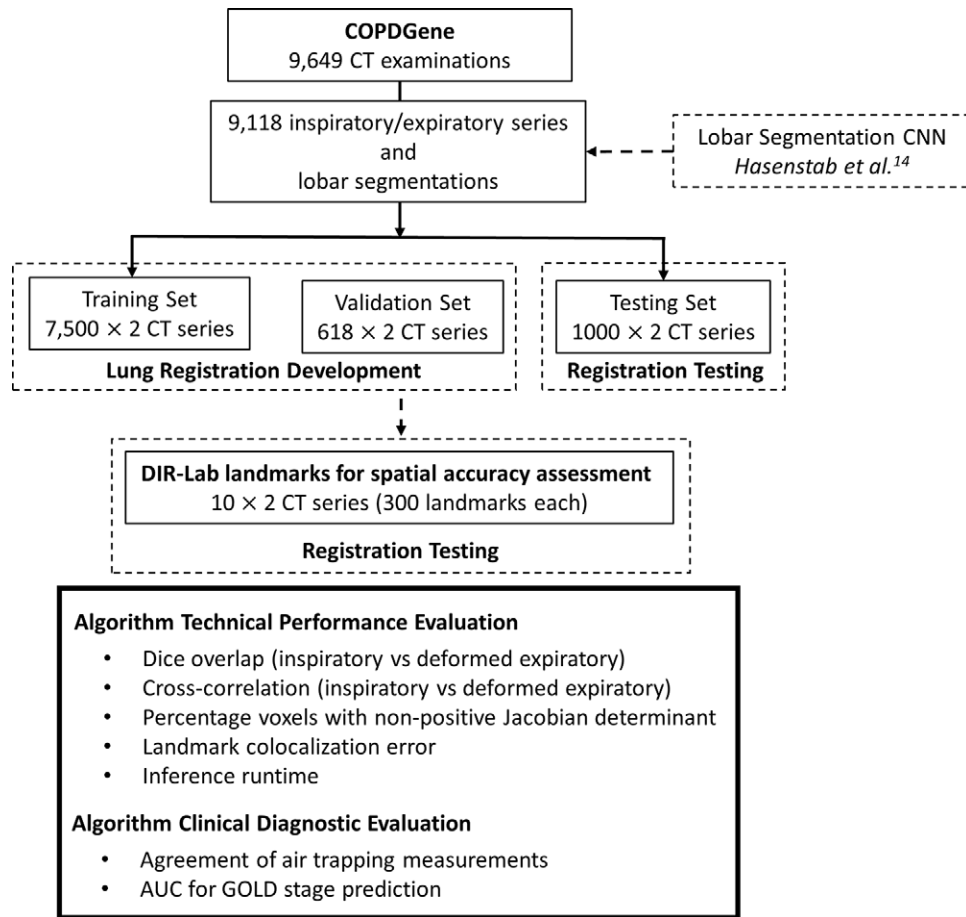 COPDGene
9,649 CT examinations
9,118 inspiratory/expiratory series
and
lobar segmentations
Lobar Segmentation CNN
Hasenstab et al.14
Training Set
7,500 × 2 CT series
Validation Set
618 × 2 CT series
Lung Registration Development
Testing Set
1000 × 2 CT series
Registration Testing
DIR-Lab landmarks for spatial accuracy assessment
10 × 2 CT series (300 landmarks each)
Registration Testing
Algorithm Technical Performance Evaluation
• Dice overlap (inspiratory vs deformed expiratory)
• Cross-correlation (inspiratory vs deformed expiratory)
• Percentage voxels with non-positive Jacobian determinant
• Landmark colocalization error
• Inference runtime
Algorithm Clinical Diagnostic Evaluation
• Agreement of air trapping measurements
• AUC for GOLD stage prediction